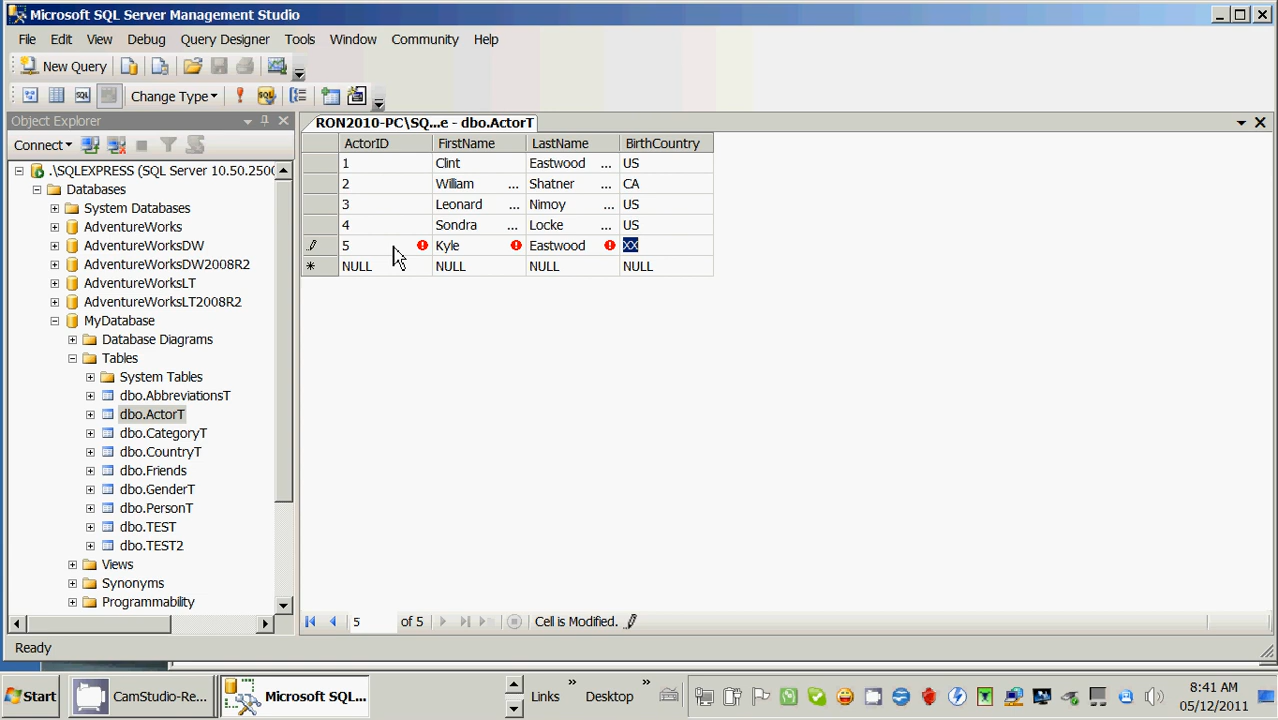 Microsoft SQL Server Management Studio
File Edit View Debug Query Designer Tools Window Community Help
New Query
Change Type
Object Explorer
RON2010-PC\SQ...e - dbo.ActorT
Connect
.\SQLEXPRESS (SQL Server 10.50.2500
Databases
System Databases
AdventureWorks
AdventureWorksDW
AdventureWorksDW2008R2
AdventureWorksLT
AdventureWorksLT2008R2
MyDatabase
Database Diagrams
Tables
System Tables
dbo.AbbreviationsT
dbo.ActorT
dbo.CategoryT
dbo.CountryT
dbo.Friends
dbo.GenderT
dbo.PersonT
dbo.TEST
dbo.TEST2
Views
Synonyms
Programmability
ActorID FirstName LastName BirthCountry
1 Clint Eastwood ... US
2 Wiliam ... Shatner ... CA
3 Leonard ... Nimoy ... US
4 Sondra ... Locke ... US
5 Kyle Eastwood XX
NULL NULL NULL NULL
5 of 5 Cell is Modified.
Ready
Start CamStudio-Re... Microsoft SQL... Links Desktop 8:41 AM
05/12/2011